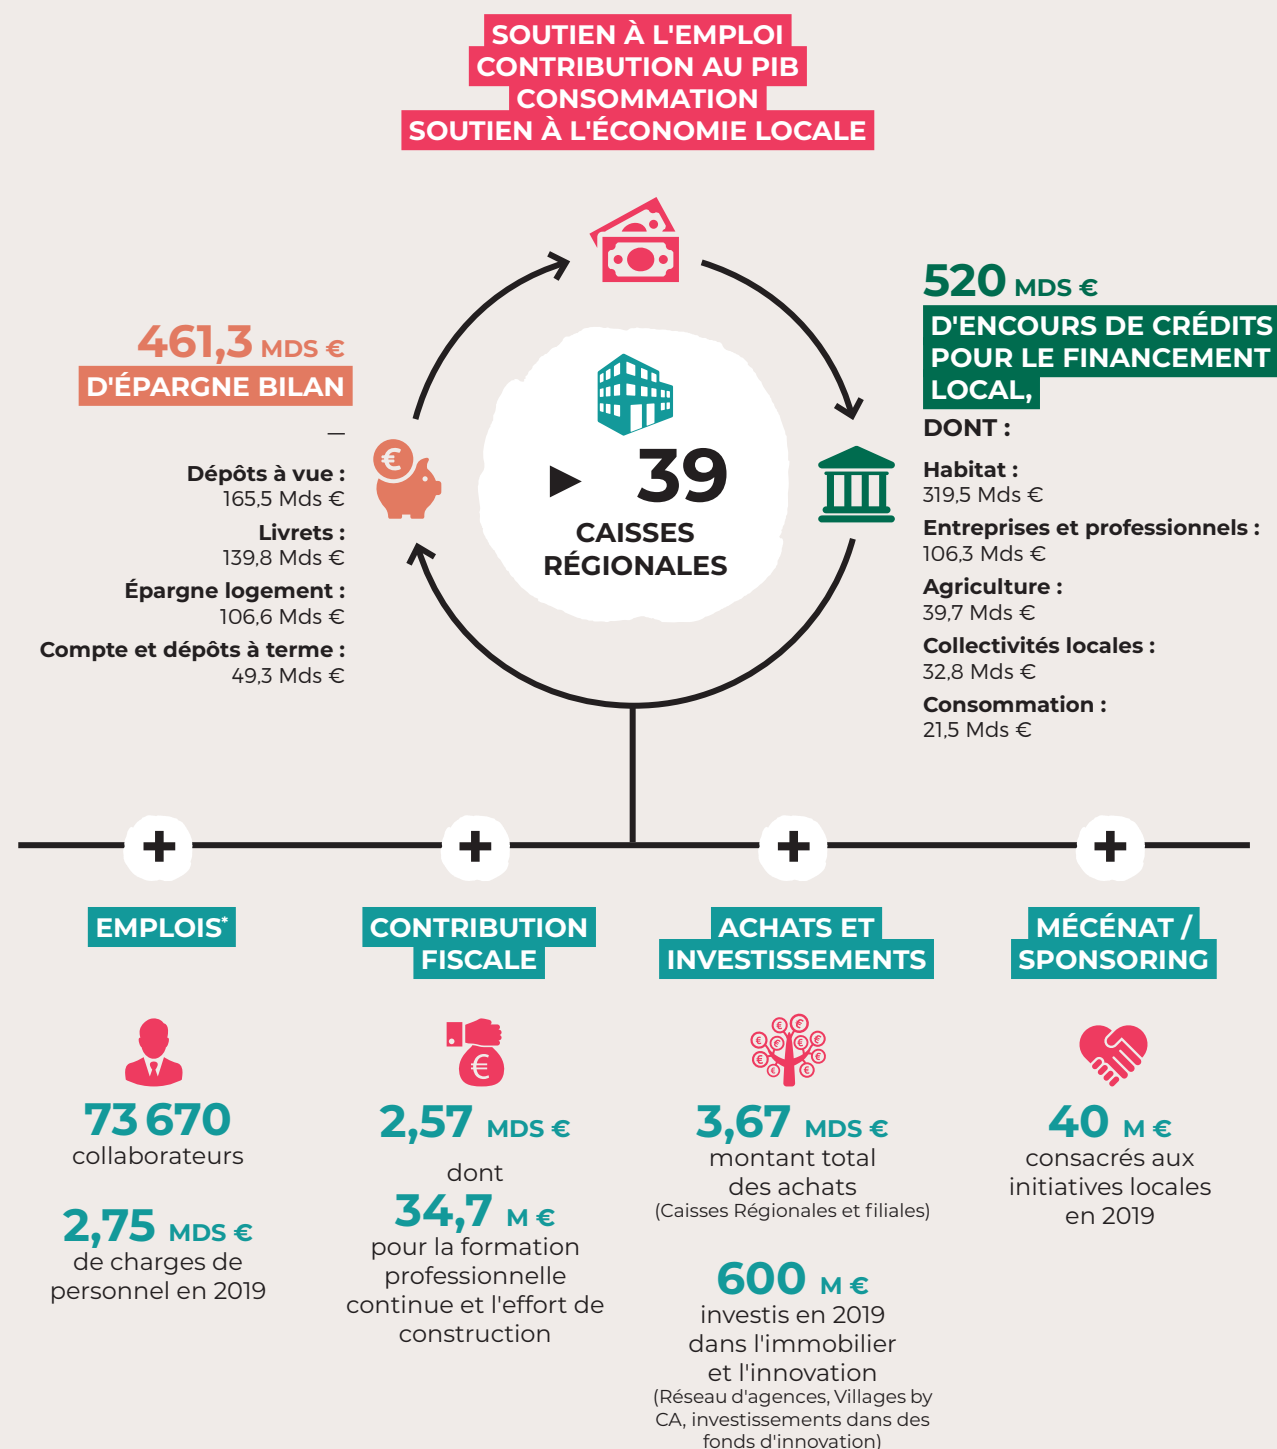 SOUTIEN À L'EMPLOI
CONTRIBUTION AU PIB
CONSOMMATION
SOUTIEN À L'ÉCONOMIE LOCALE
461,3 MDS €
D'ÉPARGNE BILAN
—
Dépôts à vue :
165,5 Mds €
Livrets :
139,8 Mds €
Épargne logement :
106,6 Mds €
Compte et dépôts à terme :
49,3 Mds €
€
► 39
CAISSES
RÉGIONALES
520 MDS €
D'ENCOURS DE CRÉDITS
POUR LE FINANCEMENT
LOCAL,
DONT :
Habitat :
319,5 Mds €
Entreprises et professionnels :
106,3 Mds €
Agriculture :
39,7 Mds €
Collectivités locales :
32,8 Mds €
Consommation :
21,5 Mds €
+ + + +
EMPLOIS*
73 670
collaborateurs
2,75 MDS €
de charges de
personnel en 2019
CONTRIBUTION
FISCALE
€
2,57 MDS €
dont
34,7 M €
pour la formation
professionnelle
continue et l'effort de
construction
ACHATS ET
INVESTISSEMENTS
€ € € € € € € € €
3,67 MDS €
montant total
des achats
(Caisses Régionales et filiales)
600 M €
investis en 2019
dans l'immobilier
et l'innovation
(Réseau d'agences, Villages by
CA, investissements dans des
fonds d'innovation)
MÉCÉNAT /
SPONSORING
40 M €
consacrés aux
initiatives locales
en 2019